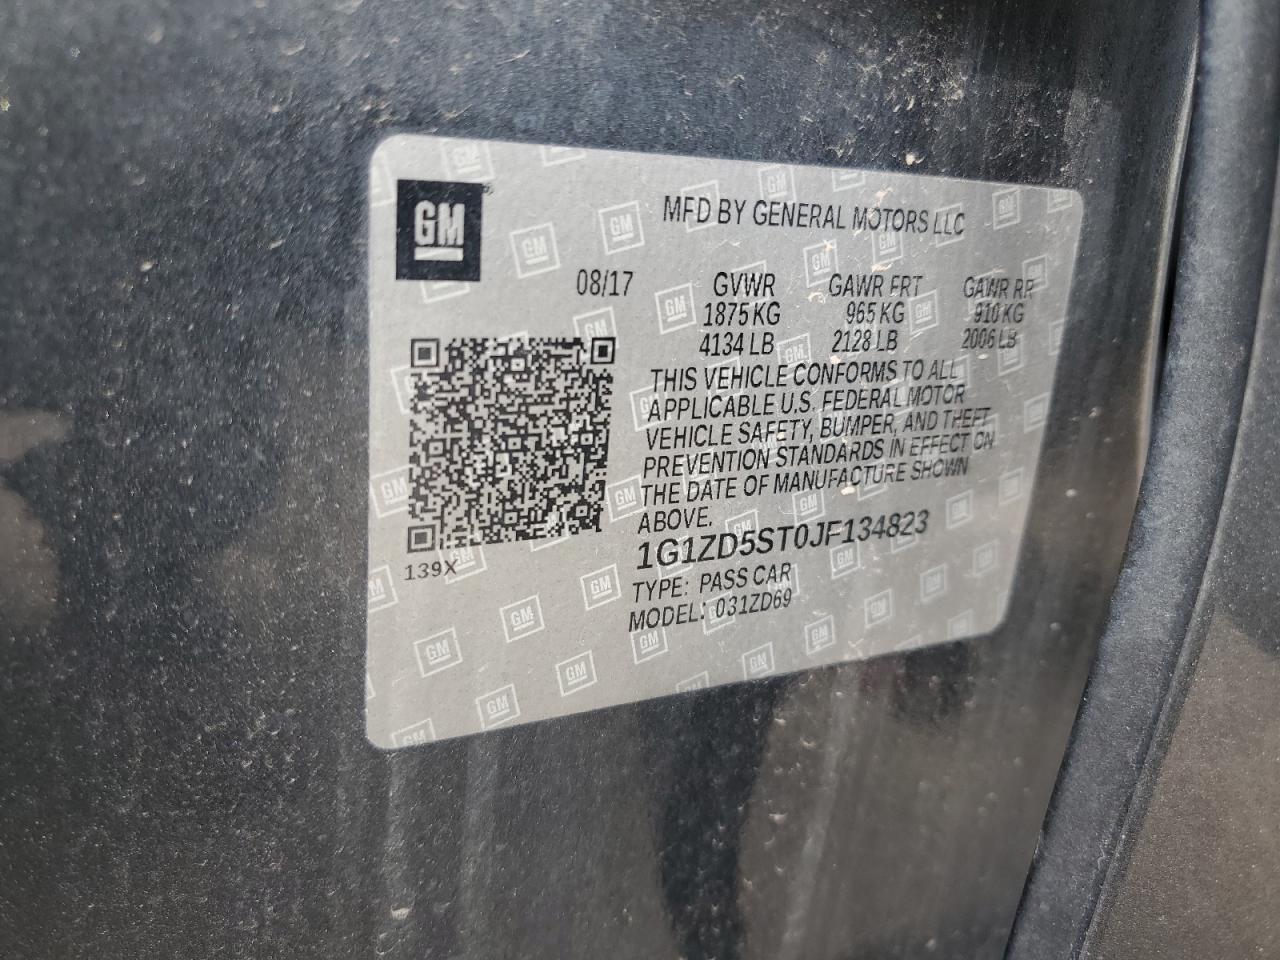 GM
MFD BY GENERAL MOTORS LLC
08/17 GVWR GAWR FRT GAWR RR
1875 KG 965 KG 910 KG
4134 LB 2128 LB 2006 LB
THIS VEHICLE CONFORMS TO ALL
APPLICABLE U.S. FEDERAL MOTOR
VEHICLE SAFETY, BUMPER, AND THEFT
PREVENTION STANDARDS IN EFFECT ON
THE DATE OF MANUFACTURE SHOWN
ABOVE.
1G1ZD5ST0JF134823
139X
TYPE: PASS CAR
MODEL: 031ZD69